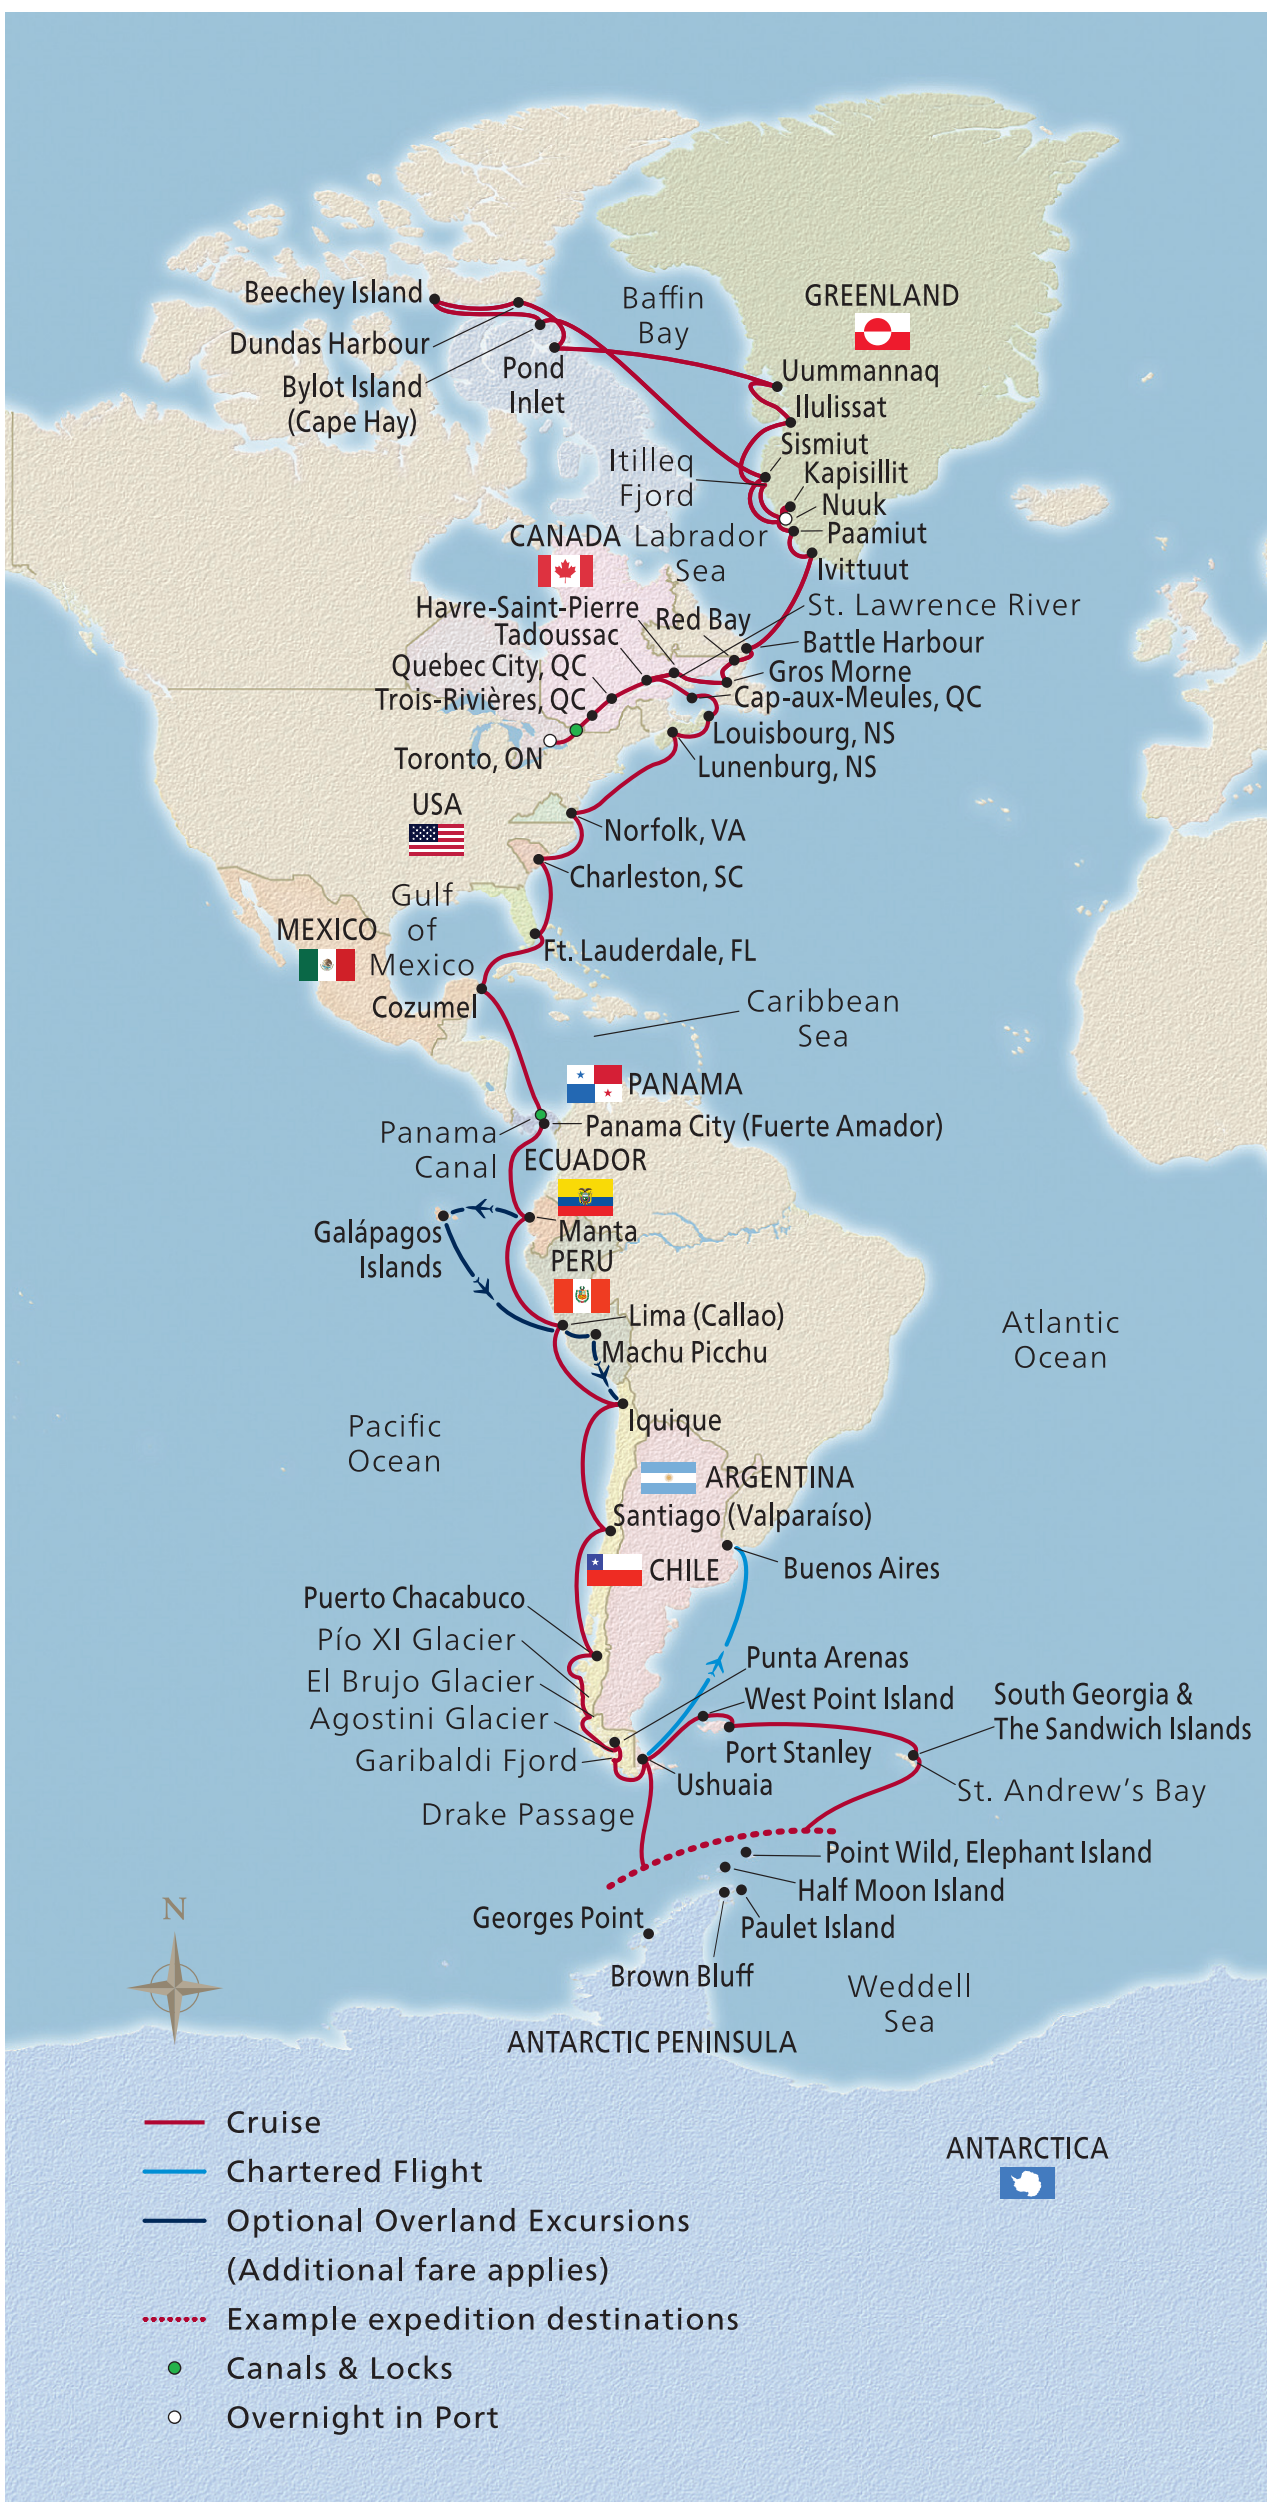 Beechey Island
Baffin
Bay
GREENLAND
Dundas Harbour
Bylot Island
(Cape Hay)
Pond
Inlet
Uummannaq
Ilulissat
Sismiut
Itilleq
Fjord
Kapisillit
Nuuk
Paamiut
CANADA
Labrador
Sea
Ivittuut
Havre-Saint-Pierre
St. Lawrence River
Red Bay
Tadoussac
Battle Harbour
Quebec City, QC
Gros Morne
Trois-Rivières, QC
Cap-aux-Meules, QC
Louisbourg, NS
Toronto, ON
Lunenburg, NS
USA
Norfolk, VA
Charleston, SC
Gulf
of
Mexico
MEXICO
Ft. Lauderdale, FL
Cozumel
Caribbean
Sea
PANAMA
Panama City (Fuerte Amador)
Panama
Canal
ECUADOR
Galápagos
Islands
Manta
PERU
Lima (Callao)
Machu Picchu
Atlantic
Ocean
Pacific
Ocean
Iquique
ARGENTINA
Santiago (Valparaíso)
CHILE
Buenos Aires
Puerto Chacabuco
Pío XI Glacier
Punta Arenas
El Brujo Glacier
West Point Island
South Georgia &
The Sandwich Islands
Agostini Glacier
Port Stanley
Garibaldi Fjord
Ushuaia
St. Andrew's Bay
Drake Passage
Point Wild, Elephant Island
Half Moon Island
N
Georges Point
Paulet Island
Brown Bluff
Weddell
Sea
ANTARCTIC PENINSULA
ANTARCTICA
Cruise
Chartered Flight
Optional Overland Excursions
(Additional fare applies)
Example expedition destinations
Canals & Locks
Overnight in Port